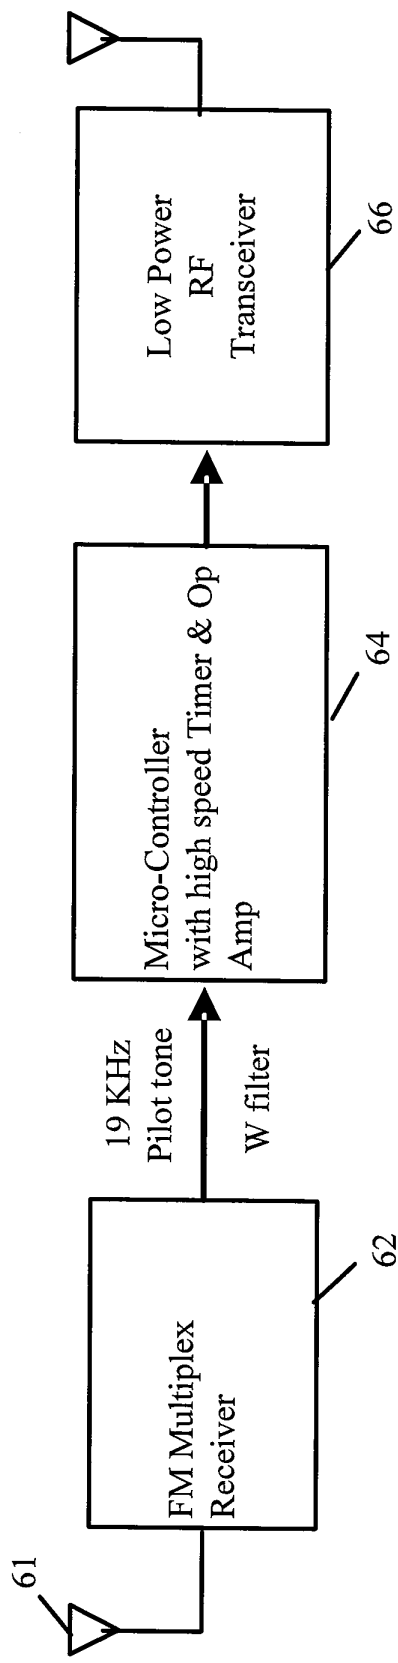 61
FM Multiplex
Receiver
62
19 KHz
Pilot tone
W filter
Micro-Controller
with high speed Timer & Op
Amp
64
Low Power
RF
Transceiver
66